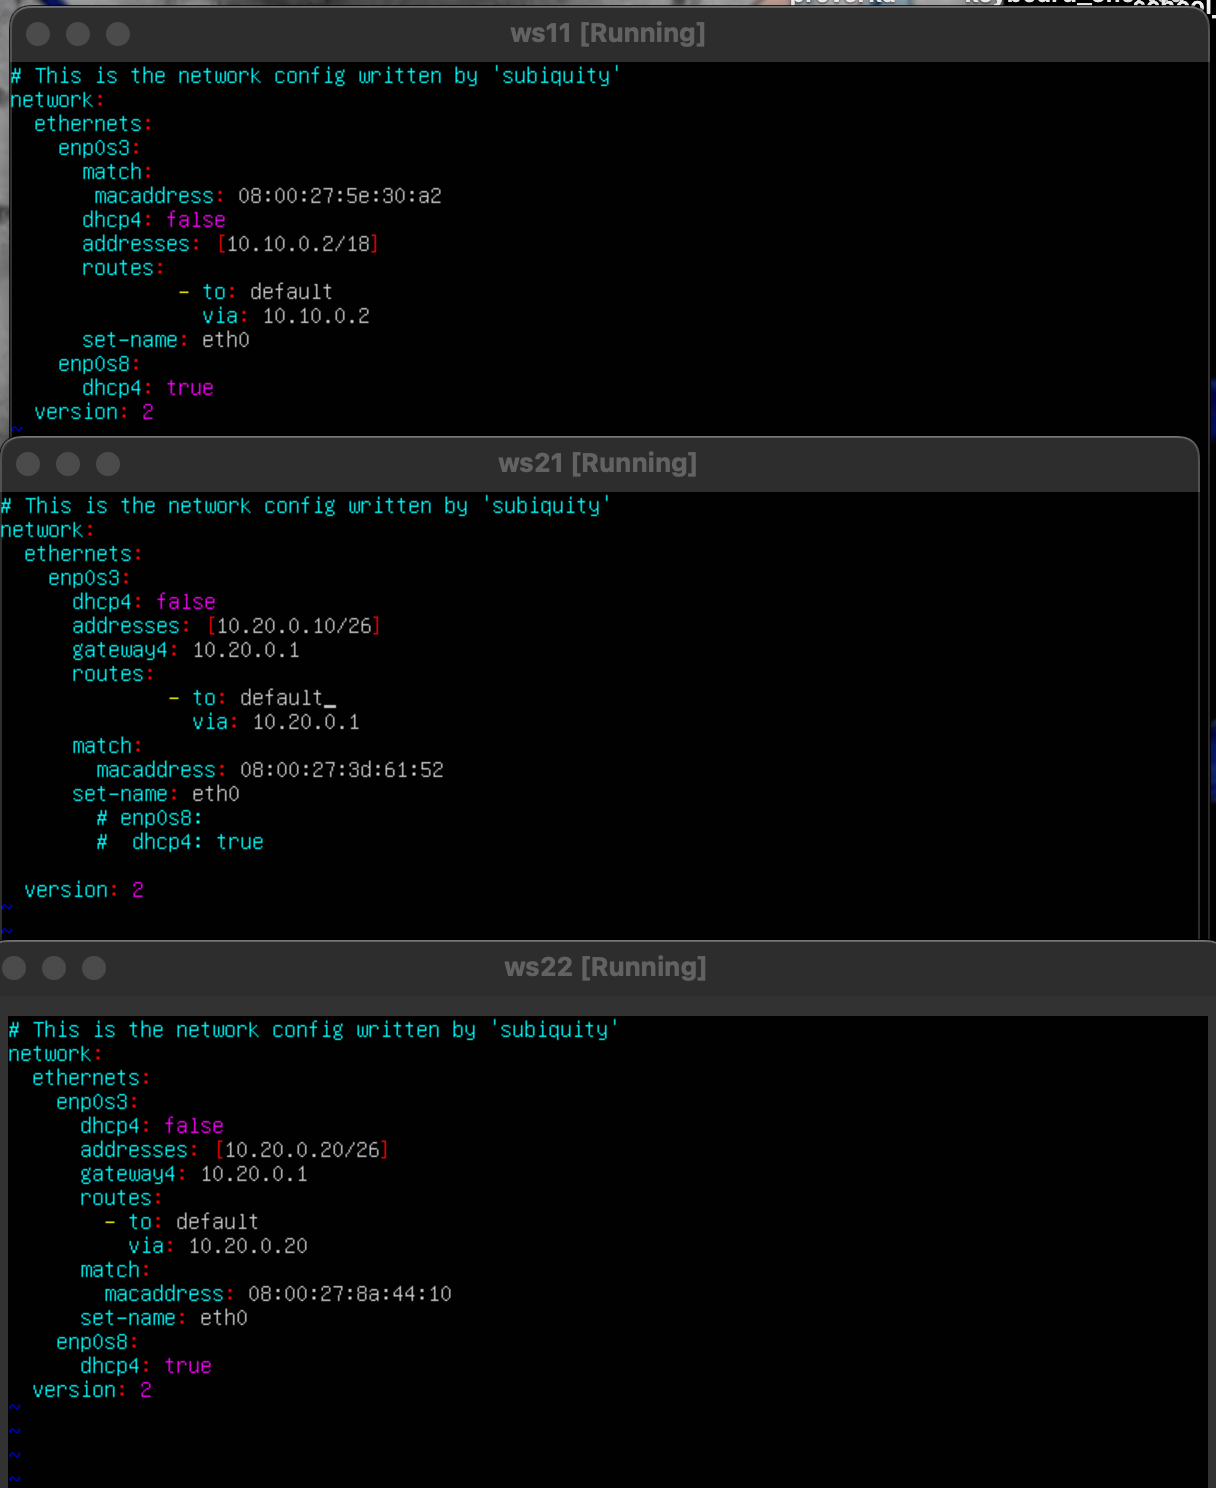 ws11 [Running]
# This is the network config written by 'subiquity'
network:
  ethernets:
    enp0s3:
      match:
       macaddress: 08:00:27:5e:30:a2
      dhcp4: false
      addresses: [10.10.0.2/18]
      routes:
              - to: default
                via: 10.10.0.2
      set-name: eth0
    enp0s8:
      dhcp4: true
  version: 2
~
ws21 [Running]
# This is the network config written by 'subiquity'
network:
  ethernets:
    enp0s3:
      dhcp4: false
      addresses: [10.20.0.10/26]
      gateway4: 10.20.0.1
      routes:
              - to: default_
                via: 10.20.0.1
      match:
        macaddress: 08:00:27:3d:61:52
      set-name: eth0
        # enp0s8:
        #  dhcp4: true
  version: 2
~
~
ws22 [Running]
# This is the network config written by 'subiquity'
network:
  ethernets:
    enp0s3:
      dhcp4: false
      addresses: [10.20.0.20/26]
      gateway4: 10.20.0.1
      routes:
        - to: default
          via: 10.20.0.20
      match:
        macaddress: 08:00:27:8a:44:10
      set-name: eth0
    enp0s8:
      dhcp4: true
  version: 2
~
~
~
~